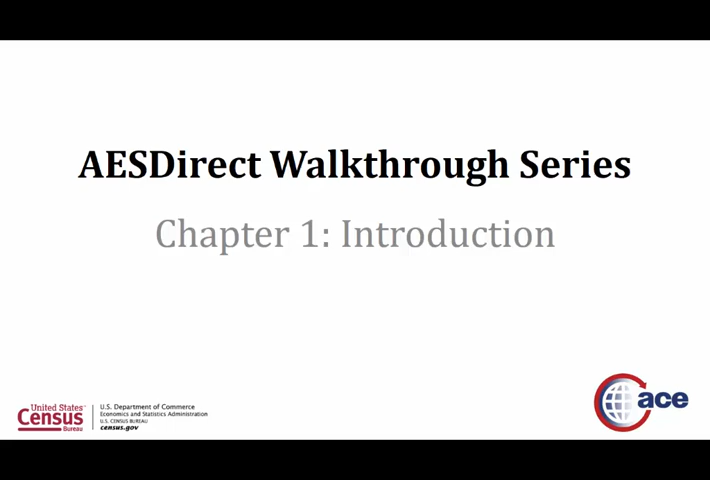 AESDirect Walkthrough Series
Chapter 1: Introduction
United States
Census
Bureau
U.S. Department of Commerce
Economics and Statistics Administration
U.S. CENSUS BUREAU
census.gov
ace